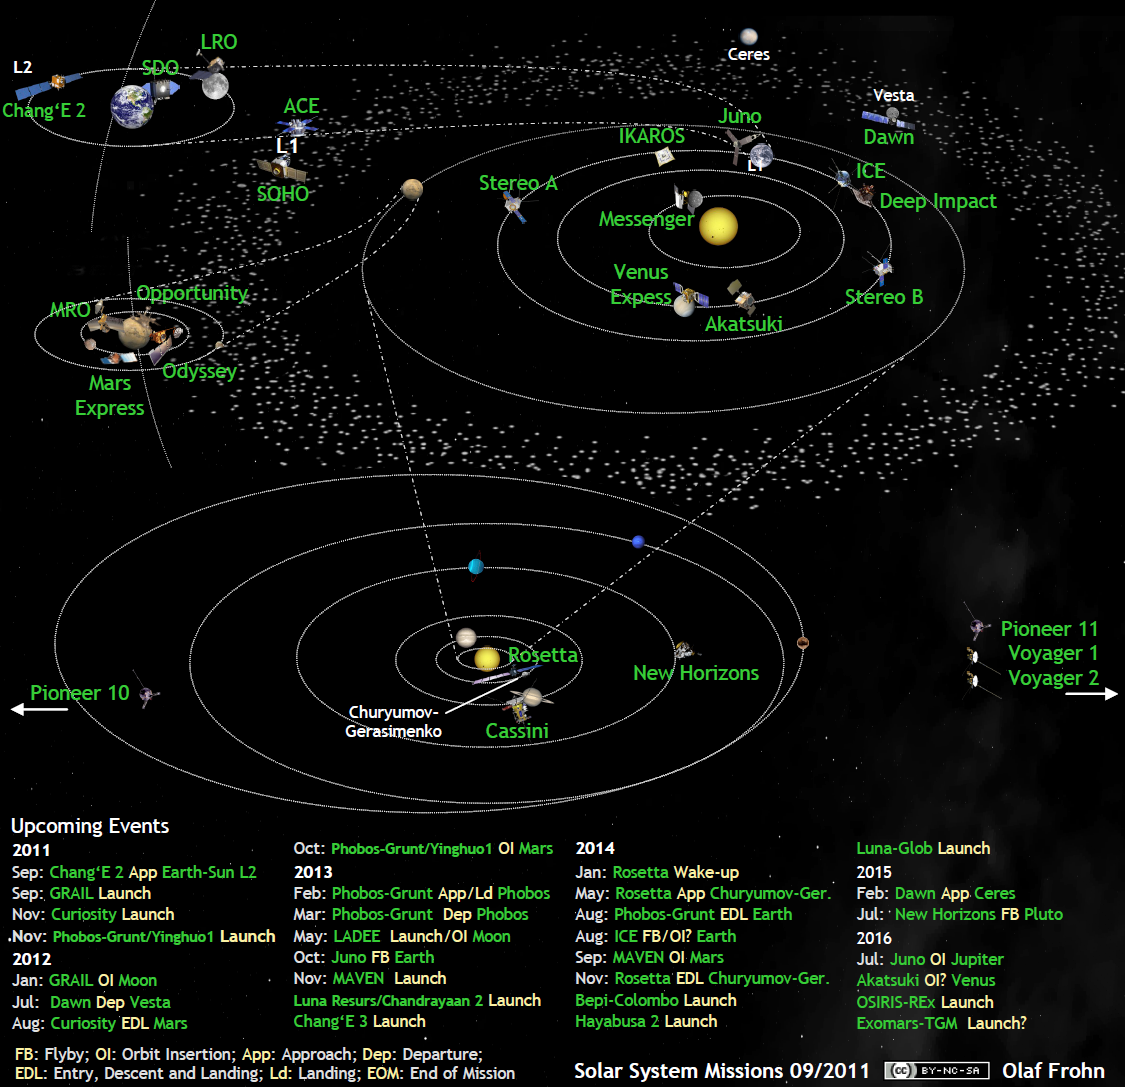 LRO
L2
SDO
Chang‘E 2
ACE
L1
SOHO
Ceres
Vesta
Dawn
Juno
IKAROS
L1
ICE
Deep Impact
Stereo A
Messenger
Venus
Expess
Akatsuki
Stereo B
Opportunity
MRO
Odyssey
Mars
Express
Rosetta
New Horizons
Churyumov-
Gerasimenko
Cassini
Pioneer 10
Pioneer 11
Voyager 1
Voyager 2
Upcoming Events
2011
Sep: Chang‘E 2 App Earth-Sun L2
Sep: GRAIL Launch
Nov: Curiosity Launch
.Nov: Phobos-Grunt/Yinghuo1 Launch
2012
Jan: GRAIL OI Moon
Jul: Dawn Dep Vesta
Aug: Curiosity EDL Mars
Oct: Phobos-Grunt/Yinghuo1 OI Mars
2013
Feb: Phobos-Grunt App/Ld Phobos
Mar: Phobos-Grunt Dep Phobos
May: LADEE Launch/OI Moon
Oct: Juno FB Earth
Nov: MAVEN Launch
Luna Resurs/Chandrayaan 2 Launch
Chang‘E 3 Launch
2014
Jan: Rosetta Wake-up
May: Rosetta App Churyumov-Ger.
Aug: Phobos-Grunt EDL Earth
Aug: ICE FB/OI? Earth
Sep: MAVEN OI Mars
Nov: Rosetta EDL Churyumov-Ger.
Bepi-Colombo Launch
Hayabusa 2 Launch
Luna-Glob Launch
2015
Feb: Dawn App Ceres
Jul: New Horizons FB Pluto
2016
Jul: Juno OI Jupiter
Akatsuki OI? Venus
OSIRIS-REx Launch
Exomars-TGM Launch?
FB: Flyby; OI: Orbit Insertion; App: Approach; Dep: Departure;
EDL: Entry, Descent and Landing; Ld: Landing; EOM: End of Mission
Solar System Missions 09/2011 cc BY-NC-SA Olaf Frohn